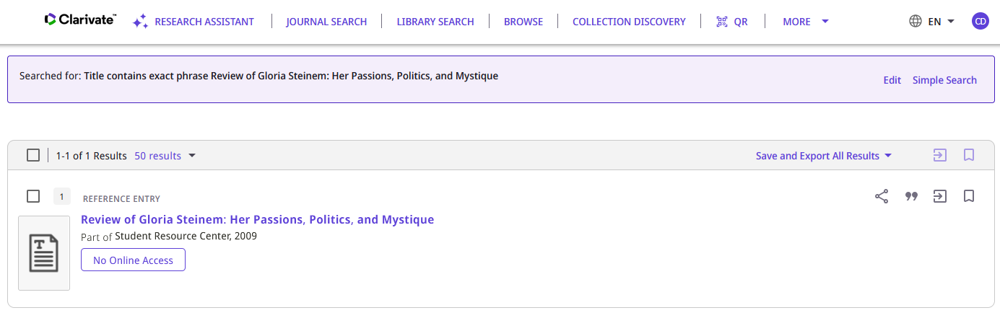 Clarivate™ RESEARCH ASSISTANT JOURNAL SEARCH LIBRARY SEARCH BROWSE COLLECTION DISCOVERY QR MORE EN CD
Searched for: Title contains exact phrase Review of Gloria Steinem: Her Passions, Politics, and Mystique
Edit Simple Search
1-1 of 1 Results 50 results Save and Export All Results
1 REFERENCE ENTRY
Review of Gloria Steinem: Her Passions, Politics, and Mystique
Part of Student Resource Center, 2009
No Online Access